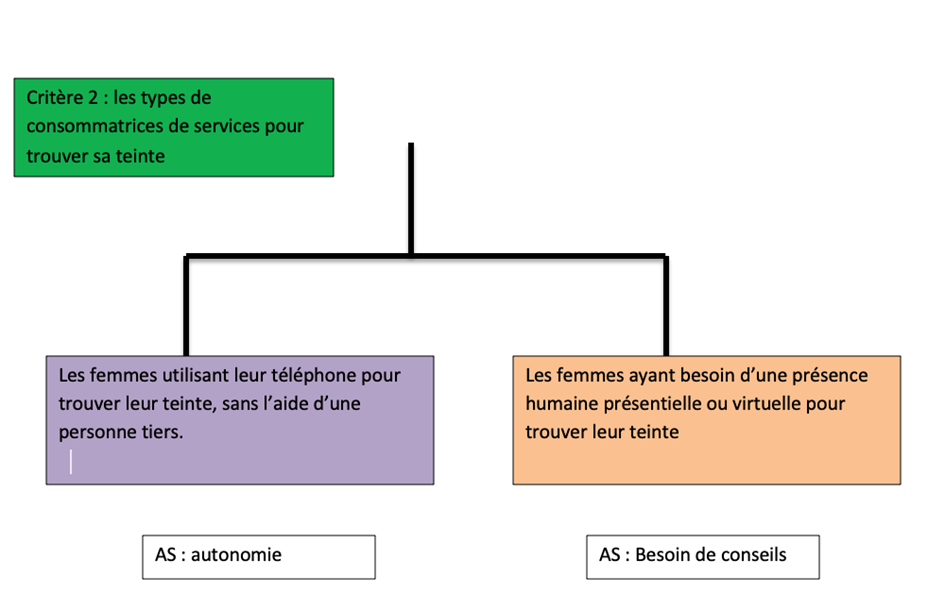 Critère 2 : les types de
consommatrices de services pour
trouver sa teinte
Les femmes utilisant leur téléphone pour
trouver leur teinte, sans l’aide d’une
personne tiers.
Les femmes ayant besoin d’une présence
humaine présentielle ou virtuelle pour
trouver leur teinte
AS : autonomie
AS : Besoin de conseils